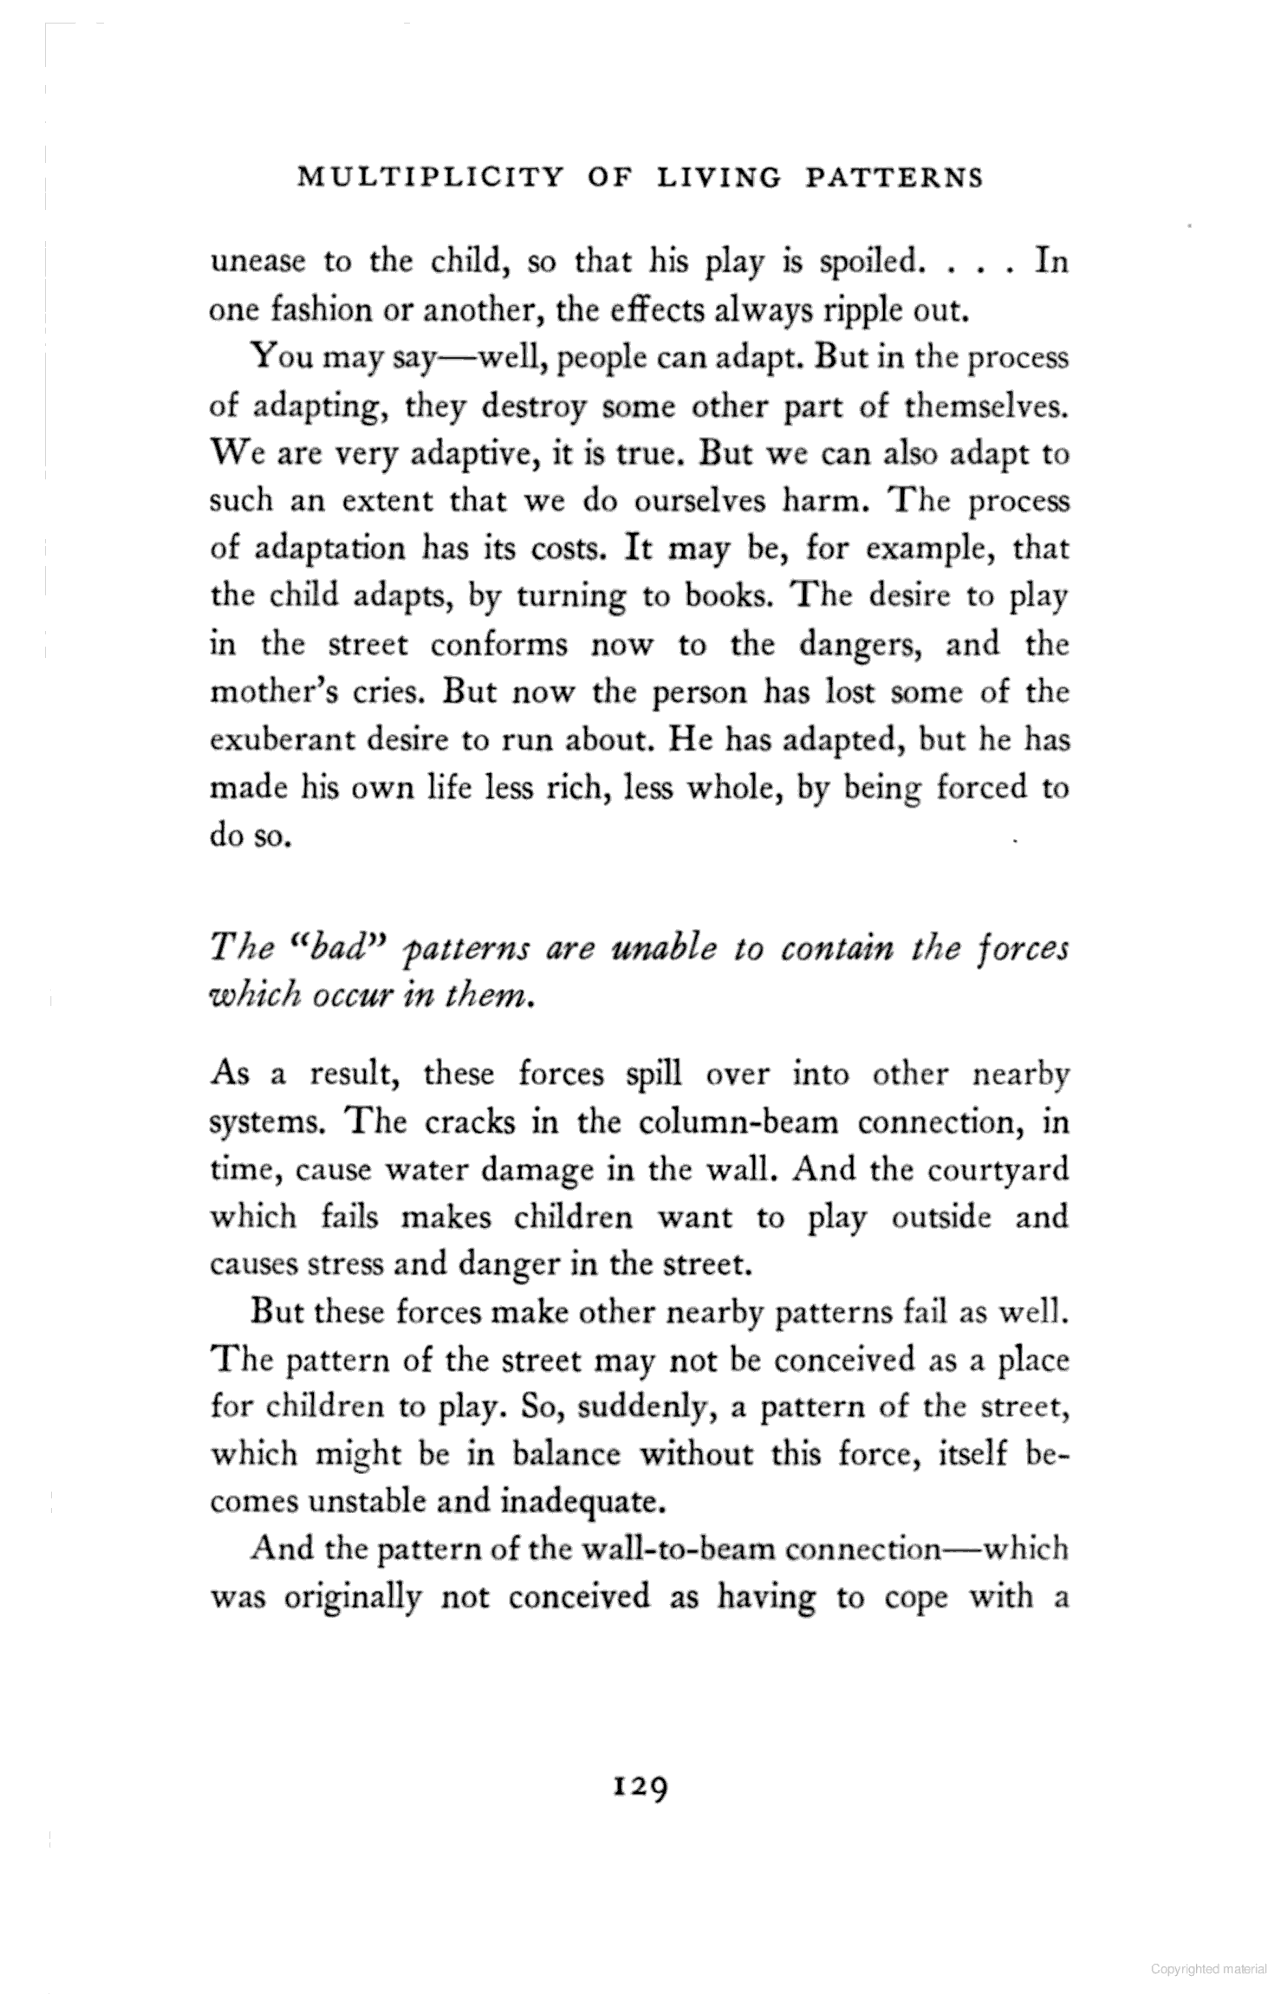 MULTIPLICITY OF LIVING PATTERNS
unease to the child, so that his play is spoiled. . . . In
one fashion or another, the effects always ripple out.
You may say—well, people can adapt. But in the process
of adapting, they destroy some other part of themselves.
We are very adaptive, it is true. But we can also adapt to
such an extent that we do ourselves harm. The process
of adaptation has its costs. It may be, for example, that
the child adapts, by turning to books. The desire to play
in the street conforms now to the dangers, and the
mother's cries. But now the person has lost some of the
exuberant desire to run about. He has adapted, but he has
made his own life less rich, less whole, by being forced to
do so.
The "bad" patterns are unable to contain the forces
which occur in them.
As a result, these forces spill over into other nearby
systems. The cracks in the column-beam connection, in
time, cause water damage in the wall. And the courtyard
which fails makes children want to play outside and
causes stress and danger in the street.
But these forces make other nearby patterns fail as well.
The pattern of the street may not be conceived as a place
for children to play. So, suddenly, a pattern of the street,
which might be in balance without this force, itself be-
comes unstable and inadequate.
And the pattern of the wall-to-beam connection—which
was originally not conceived as having to cope with a
129
Copyrighted material